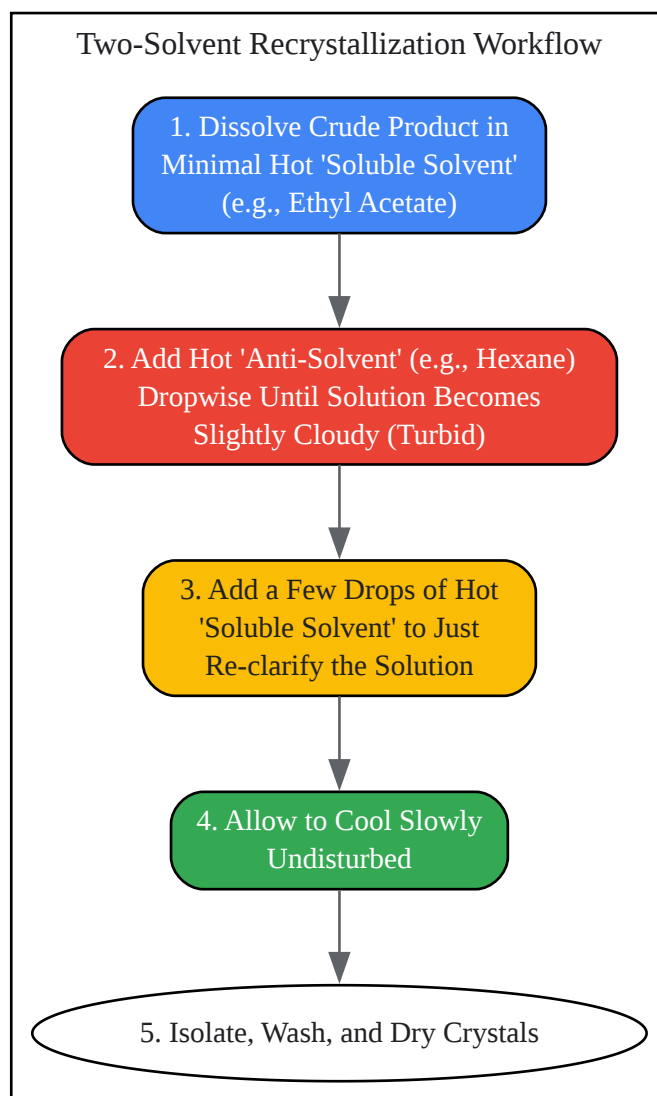 Two-Solvent Recrystallization Workflow
1. Dissolve Crude Product in
Minimal Hot 'Soluble Solvent'
(e.g., Ethyl Acetate)
2. Add Hot 'Anti-Solvent' (e.g., Hexane)
Dropwise Until Solution Becomes
Slightly Cloudy (Turbid)
3. Add a Few Drops of Hot
'Soluble Solvent' to Just
Re-clarify the Solution
4. Allow to Cool Slowly
Undisturbed
5. Isolate, Wash, and Dry Crystals